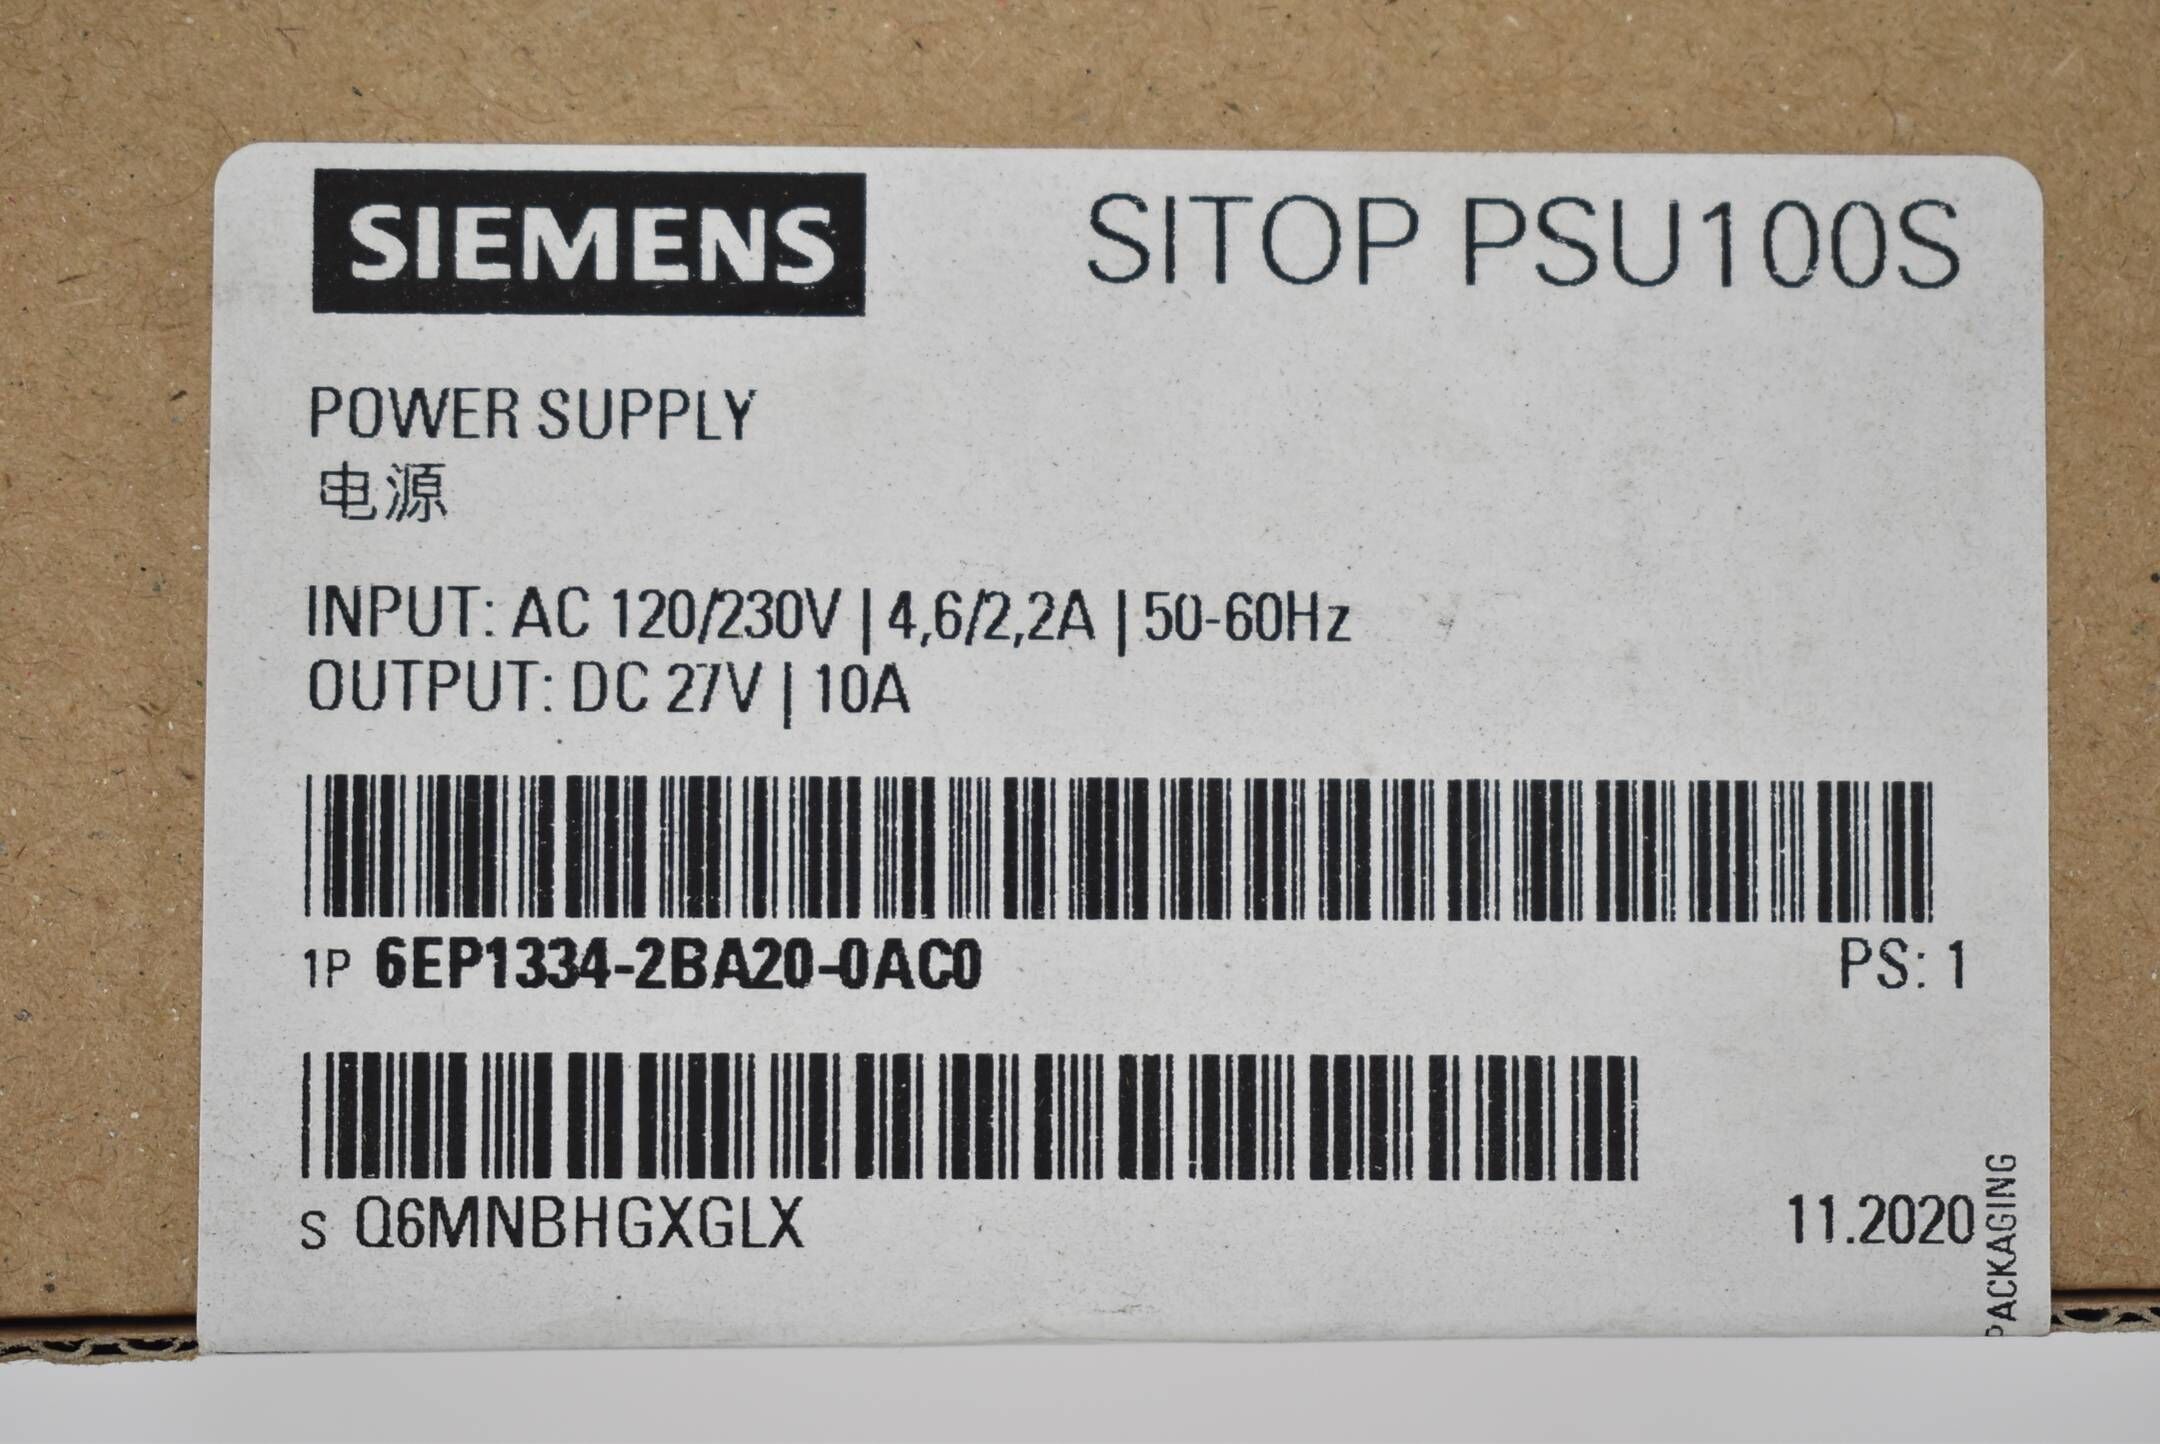 SIEMENS
SITOP PSU100S
POWER SUPPLY
电源
INPUT: AC 120/230V | 4,6/2,2A | 50-60Hz
OUTPUT: DC 27V | 10A
1P 6EP1334-2BA20-0AC0
PS: 1
S Q6MNBHGXGLX
11.2020
PACKAGING